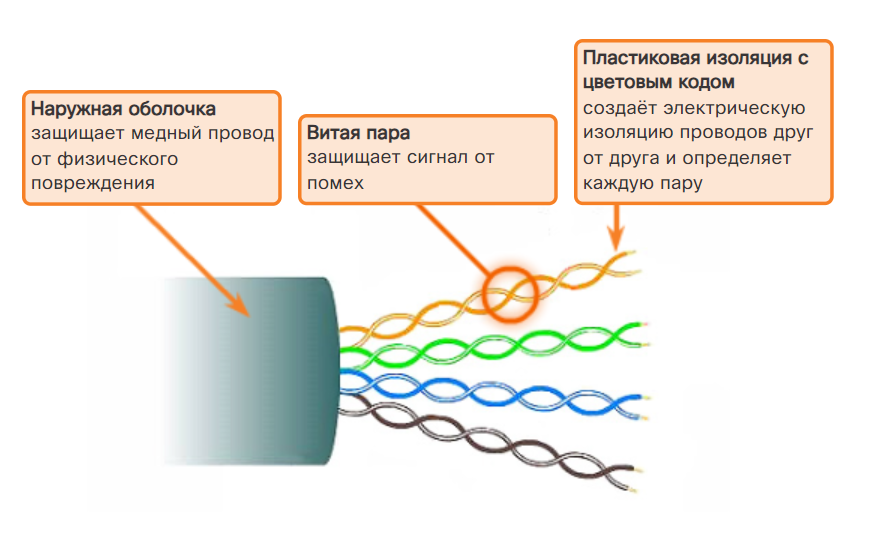 Наружная оболочка
защищает медный провод
от физического
повреждения
Витая пара
защищает сигнал от
помех
Пластиковая изоляция с
цветовым кодом
создаёт электрическую
изоляцию проводов друг
от друга и определяет
каждую пару